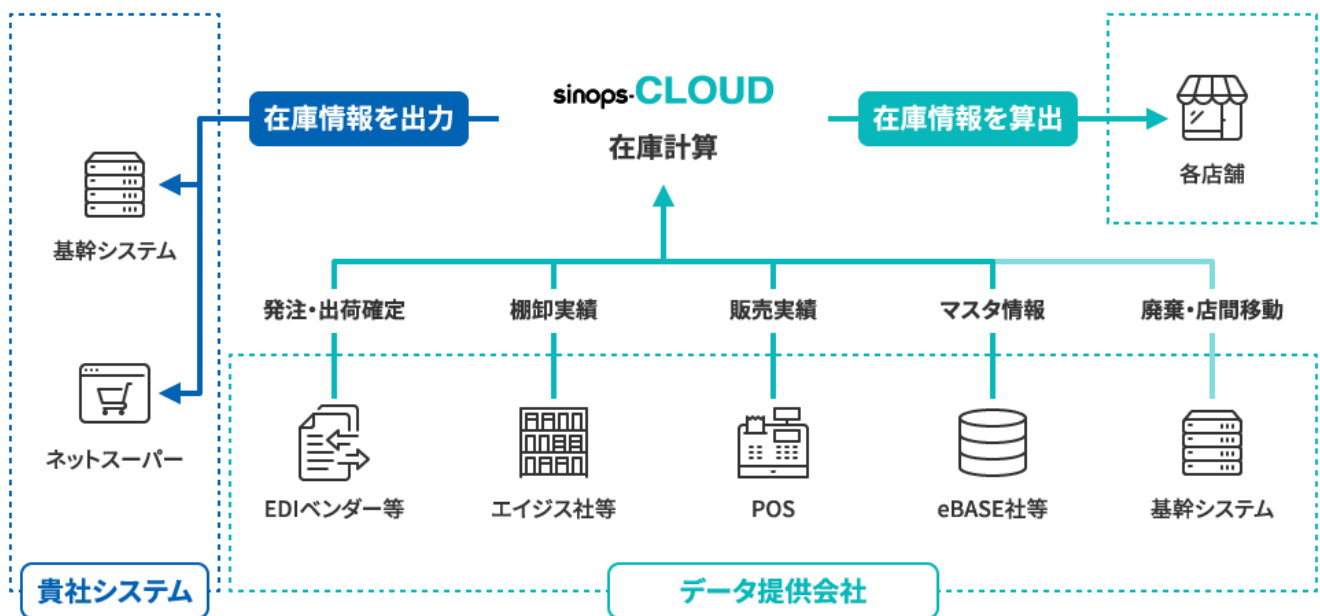 sinops-CLOUD
在庫計算
在庫情報を出力
在庫情報を算出
各店舗
基幹システム
ネットスーパー
貴社システム
発注・出荷確定
棚卸実績
販売実績
マスタ情報
廃棄・店間移動
EDIベンダー等
エイジス社等
POS
eBASE社等
基幹システム
データ提供会社